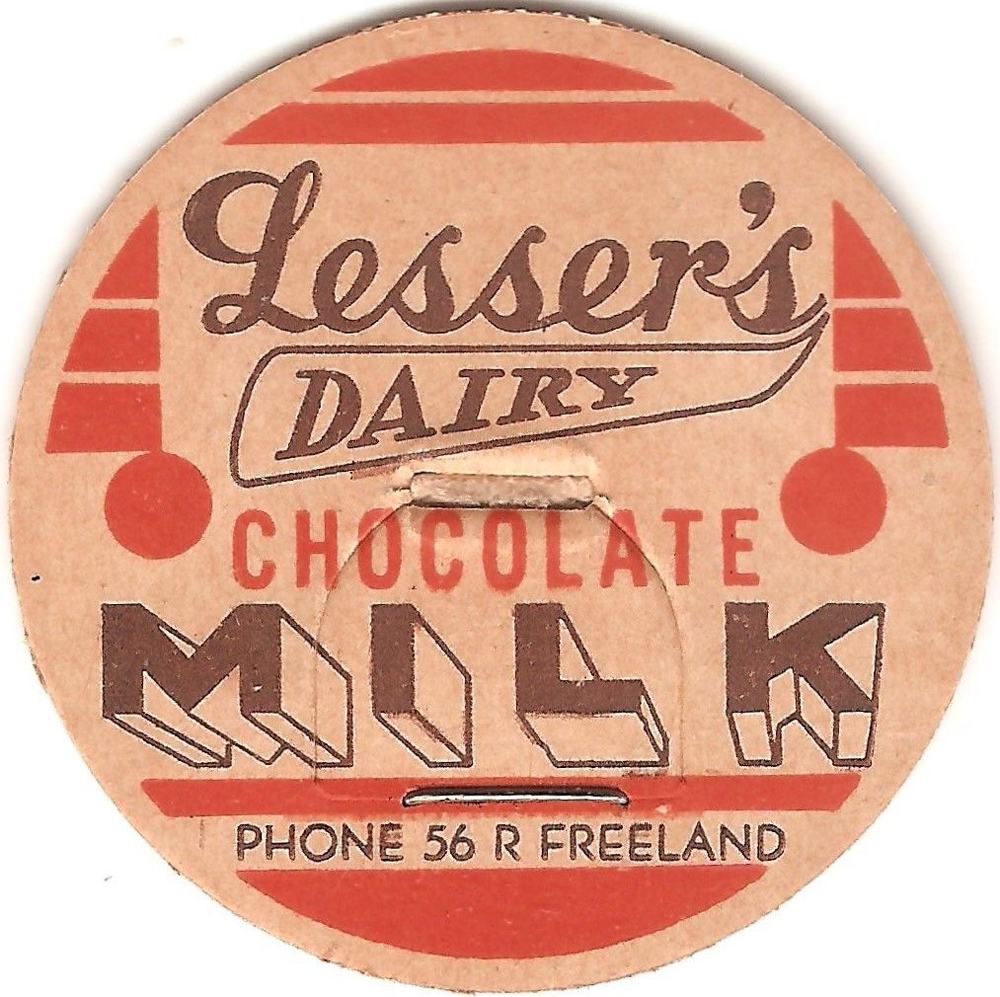 Lesser's
DAIRY
CHOCOLATE
MILK
PHONE 56 R FREELAND